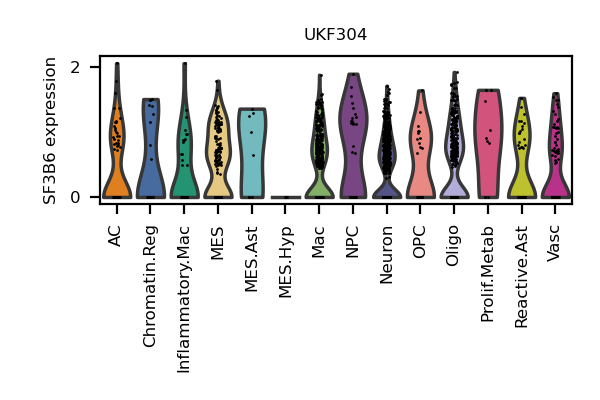 UKF304
SF3B6 expression
2
0
AC
Chromatin.Reg
Inflammatory.Mac
MES
MES.Ast
MES.Hyp
Mac
NPC
Neuron
OPC
Oligo
Prolif.Metab
Reactive.Ast
Vasc